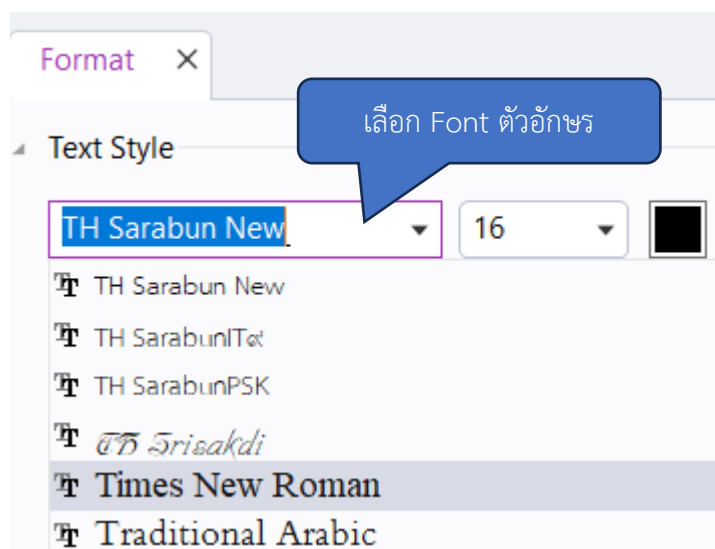 Format
เลือก Font ตัวอักษร
Text Style
TH Sarabun New
16
TH Sarabun New
TH SarabunIT๙
TH SarabunPSK
TH Srisakdi
Times New Roman
Traditional Arabic